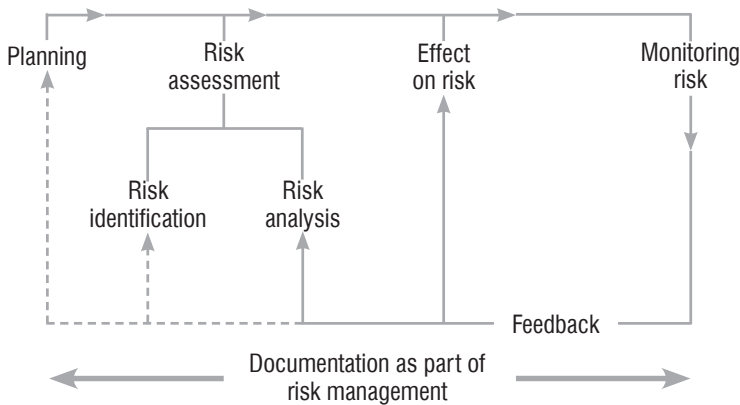 Planning
Risk
assessment
Effect
on risk
Monitoring
risk
Risk
identification
Risk
analysis
Feedback
Documentation as part of
risk management